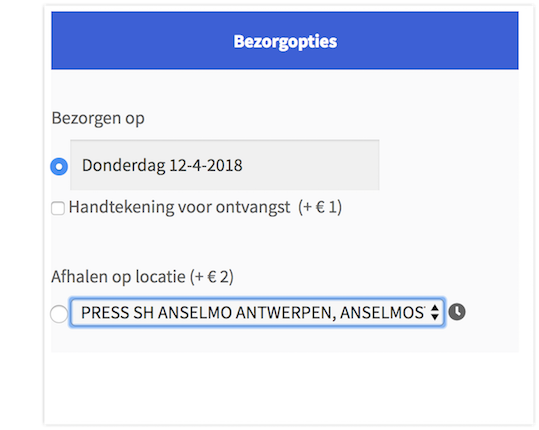 Bezorgopties
Bezorgen op
Donderdag 12-4-2018
Handtekening voor ontvangst (+ € 1)
Afhalen op locatie (+ € 2)
PRESS SH ANSELMO ANTWERPEN, ANSELMOS